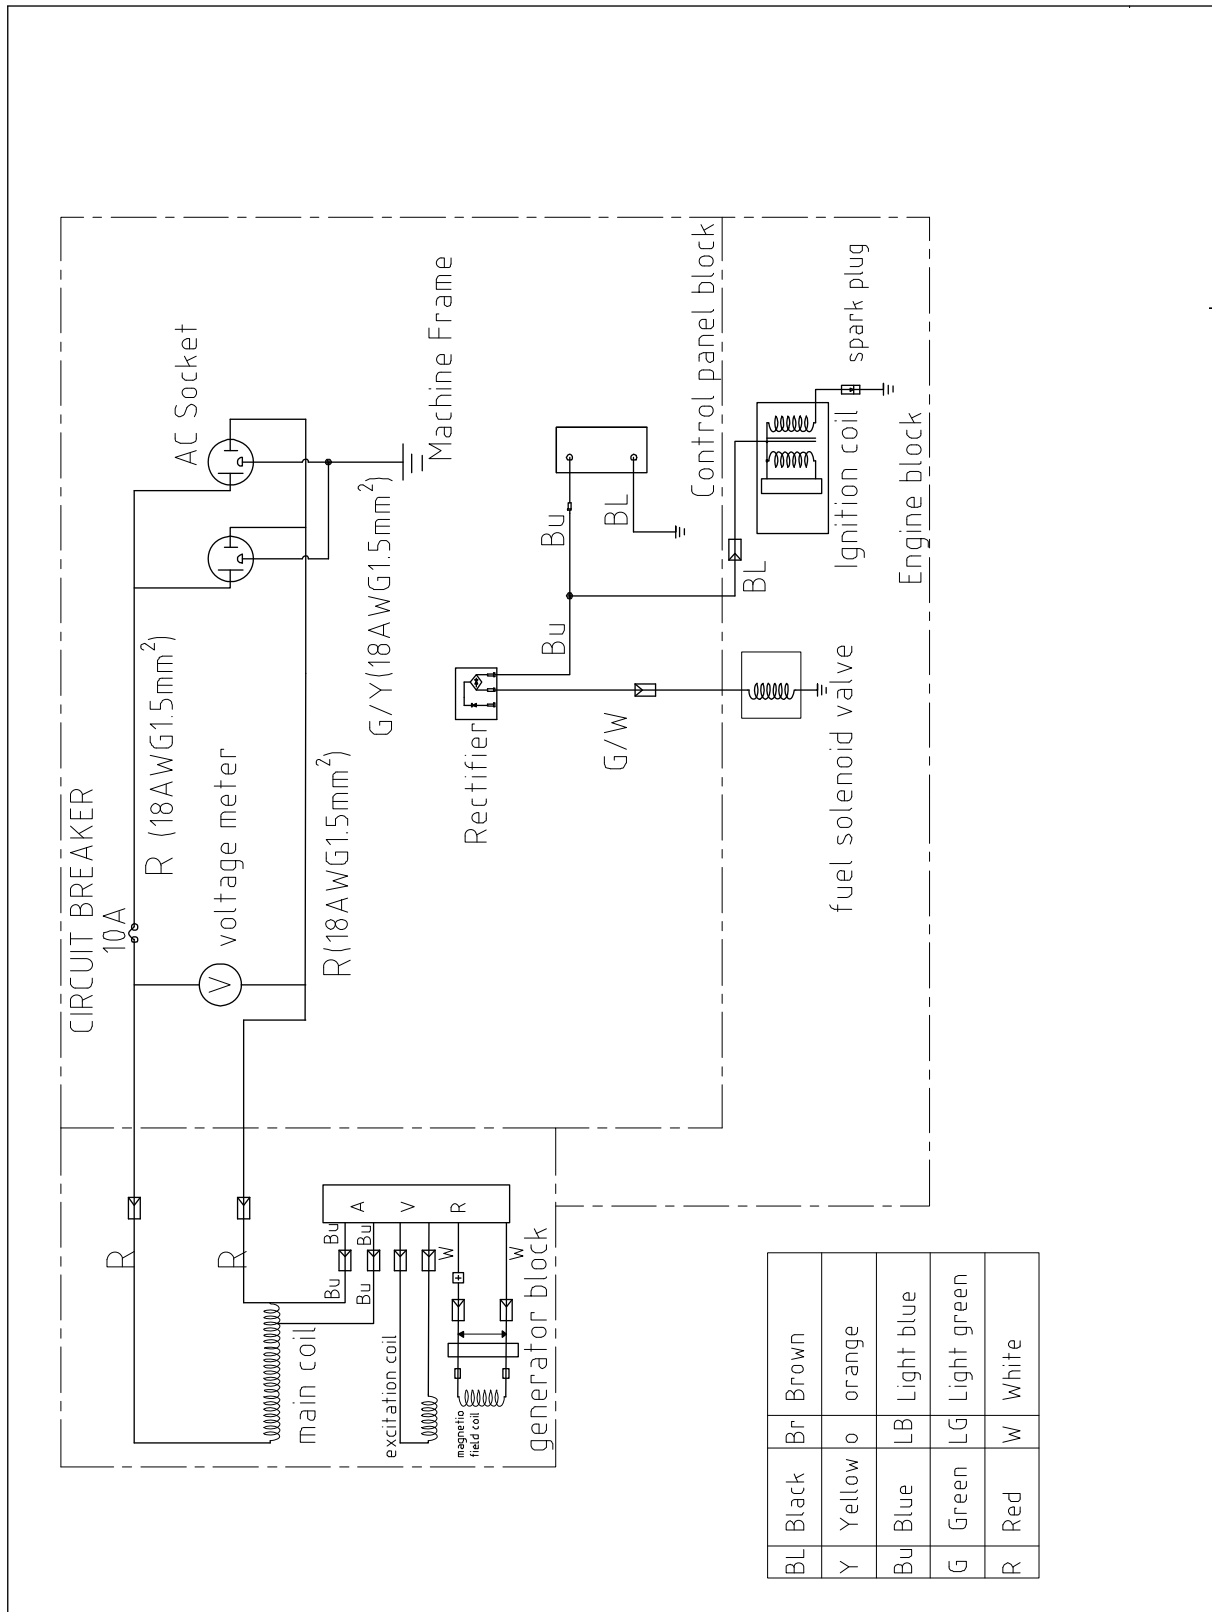 CIRCUIT BREAKER
10A
R (18AWG1.5mm²)
AC Socket
V
voltage meter
R(18AWG1.5mm²)
G/Y(18AWG1.5mm²)
Machine Frame
Rectifier
Bu
Bu
BL
G/W
Control panel block
BL
Ignition coil
spark plug
Engine block
fuel solenoid valve
R
R
main coil
Bu
Bu
Bu
Bu
A
V
R
W
W
+
excitation coil
magnetio
field coil
generator block
BL Black Br Brown
Y Yellow o orange
Bu Blue LB Light blue
G Green LG Light green
R Red W White